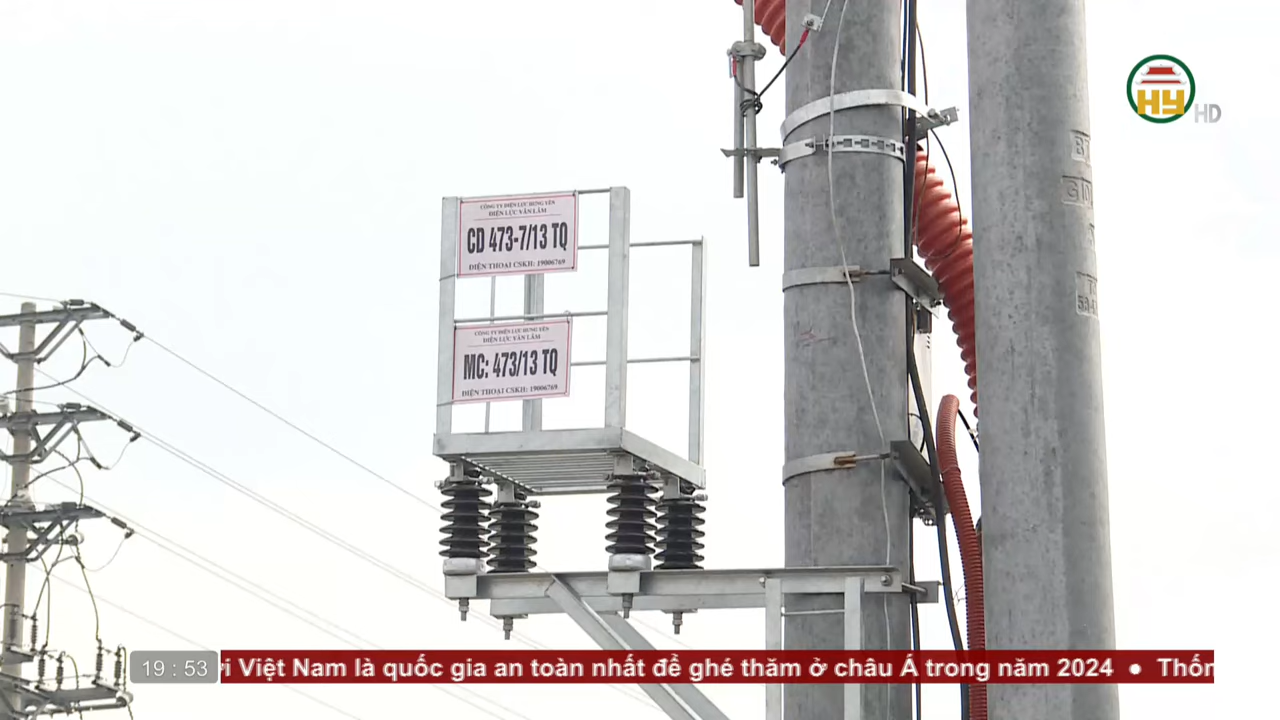 HY HD
CÔNG TY ĐIỆN LỰC HƯNG YÊN
ĐIỆN LỰC VĂN LÂM
CD 473-7/13 TQ
ĐIỆN THOẠI CSKH: 19006769
CÔNG TY ĐIỆN LỰC HƯNG YÊN
ĐIỆN LỰC VĂN LÂM
MC: 473/13 TQ
ĐIỆN THOẠI CSKH: 19006769
19 : 53
Việt Nam là quốc gia an toàn nhất để ghé thăm ở châu Á trong năm 2024 ● Thốn